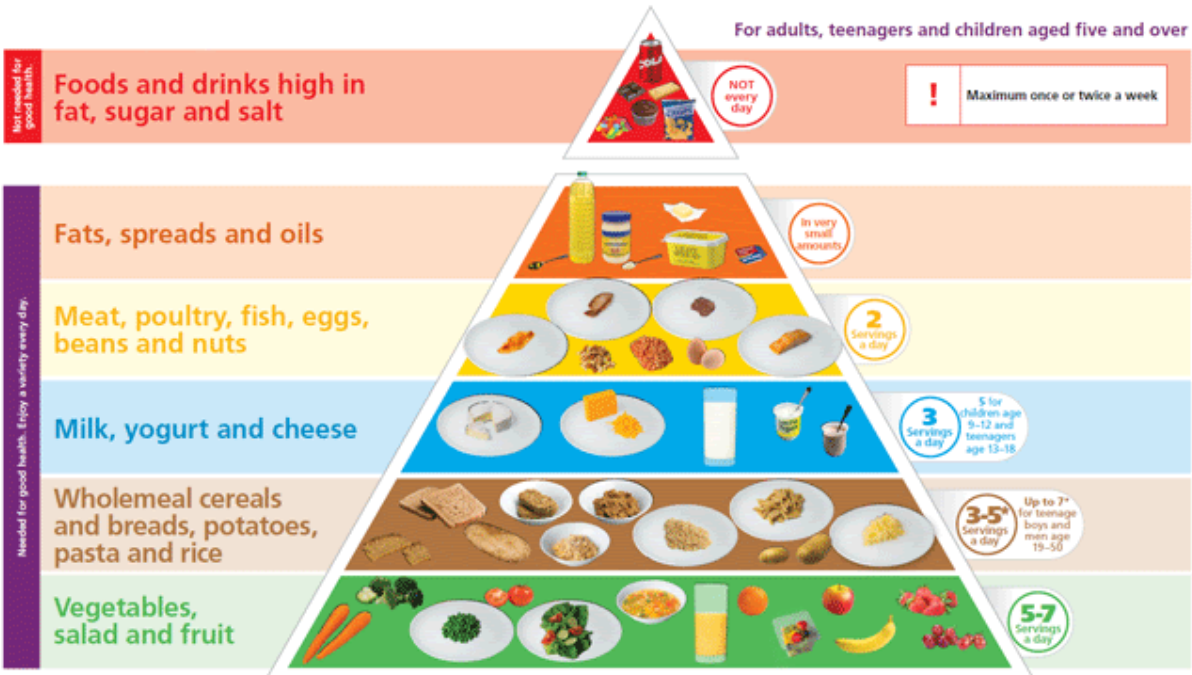 For adults, teenagers and children aged five and over
Not needed for
good health.
Foods and drinks high in
fat, sugar and salt
COLA
NOT
every
day
!
Maximum once or twice a week
Needed for good health. Enjoy a variety every day.
Fats, spreads and oils
In very
small
amounts
Meat, poultry, fish, eggs,
beans and nuts
2
Servings
a day
Milk, yogurt and cheese
3
Servings
a day
5 for
children age
9–12 and
teenagers
age 13–18
Wholemeal cereals
and breads, potatoes,
pasta and rice
3-5*
Servings
a day
Up to 7*
for teenage
boys and
men age
19–50
Vegetables,
salad and fruit
5-7
Servings
a day